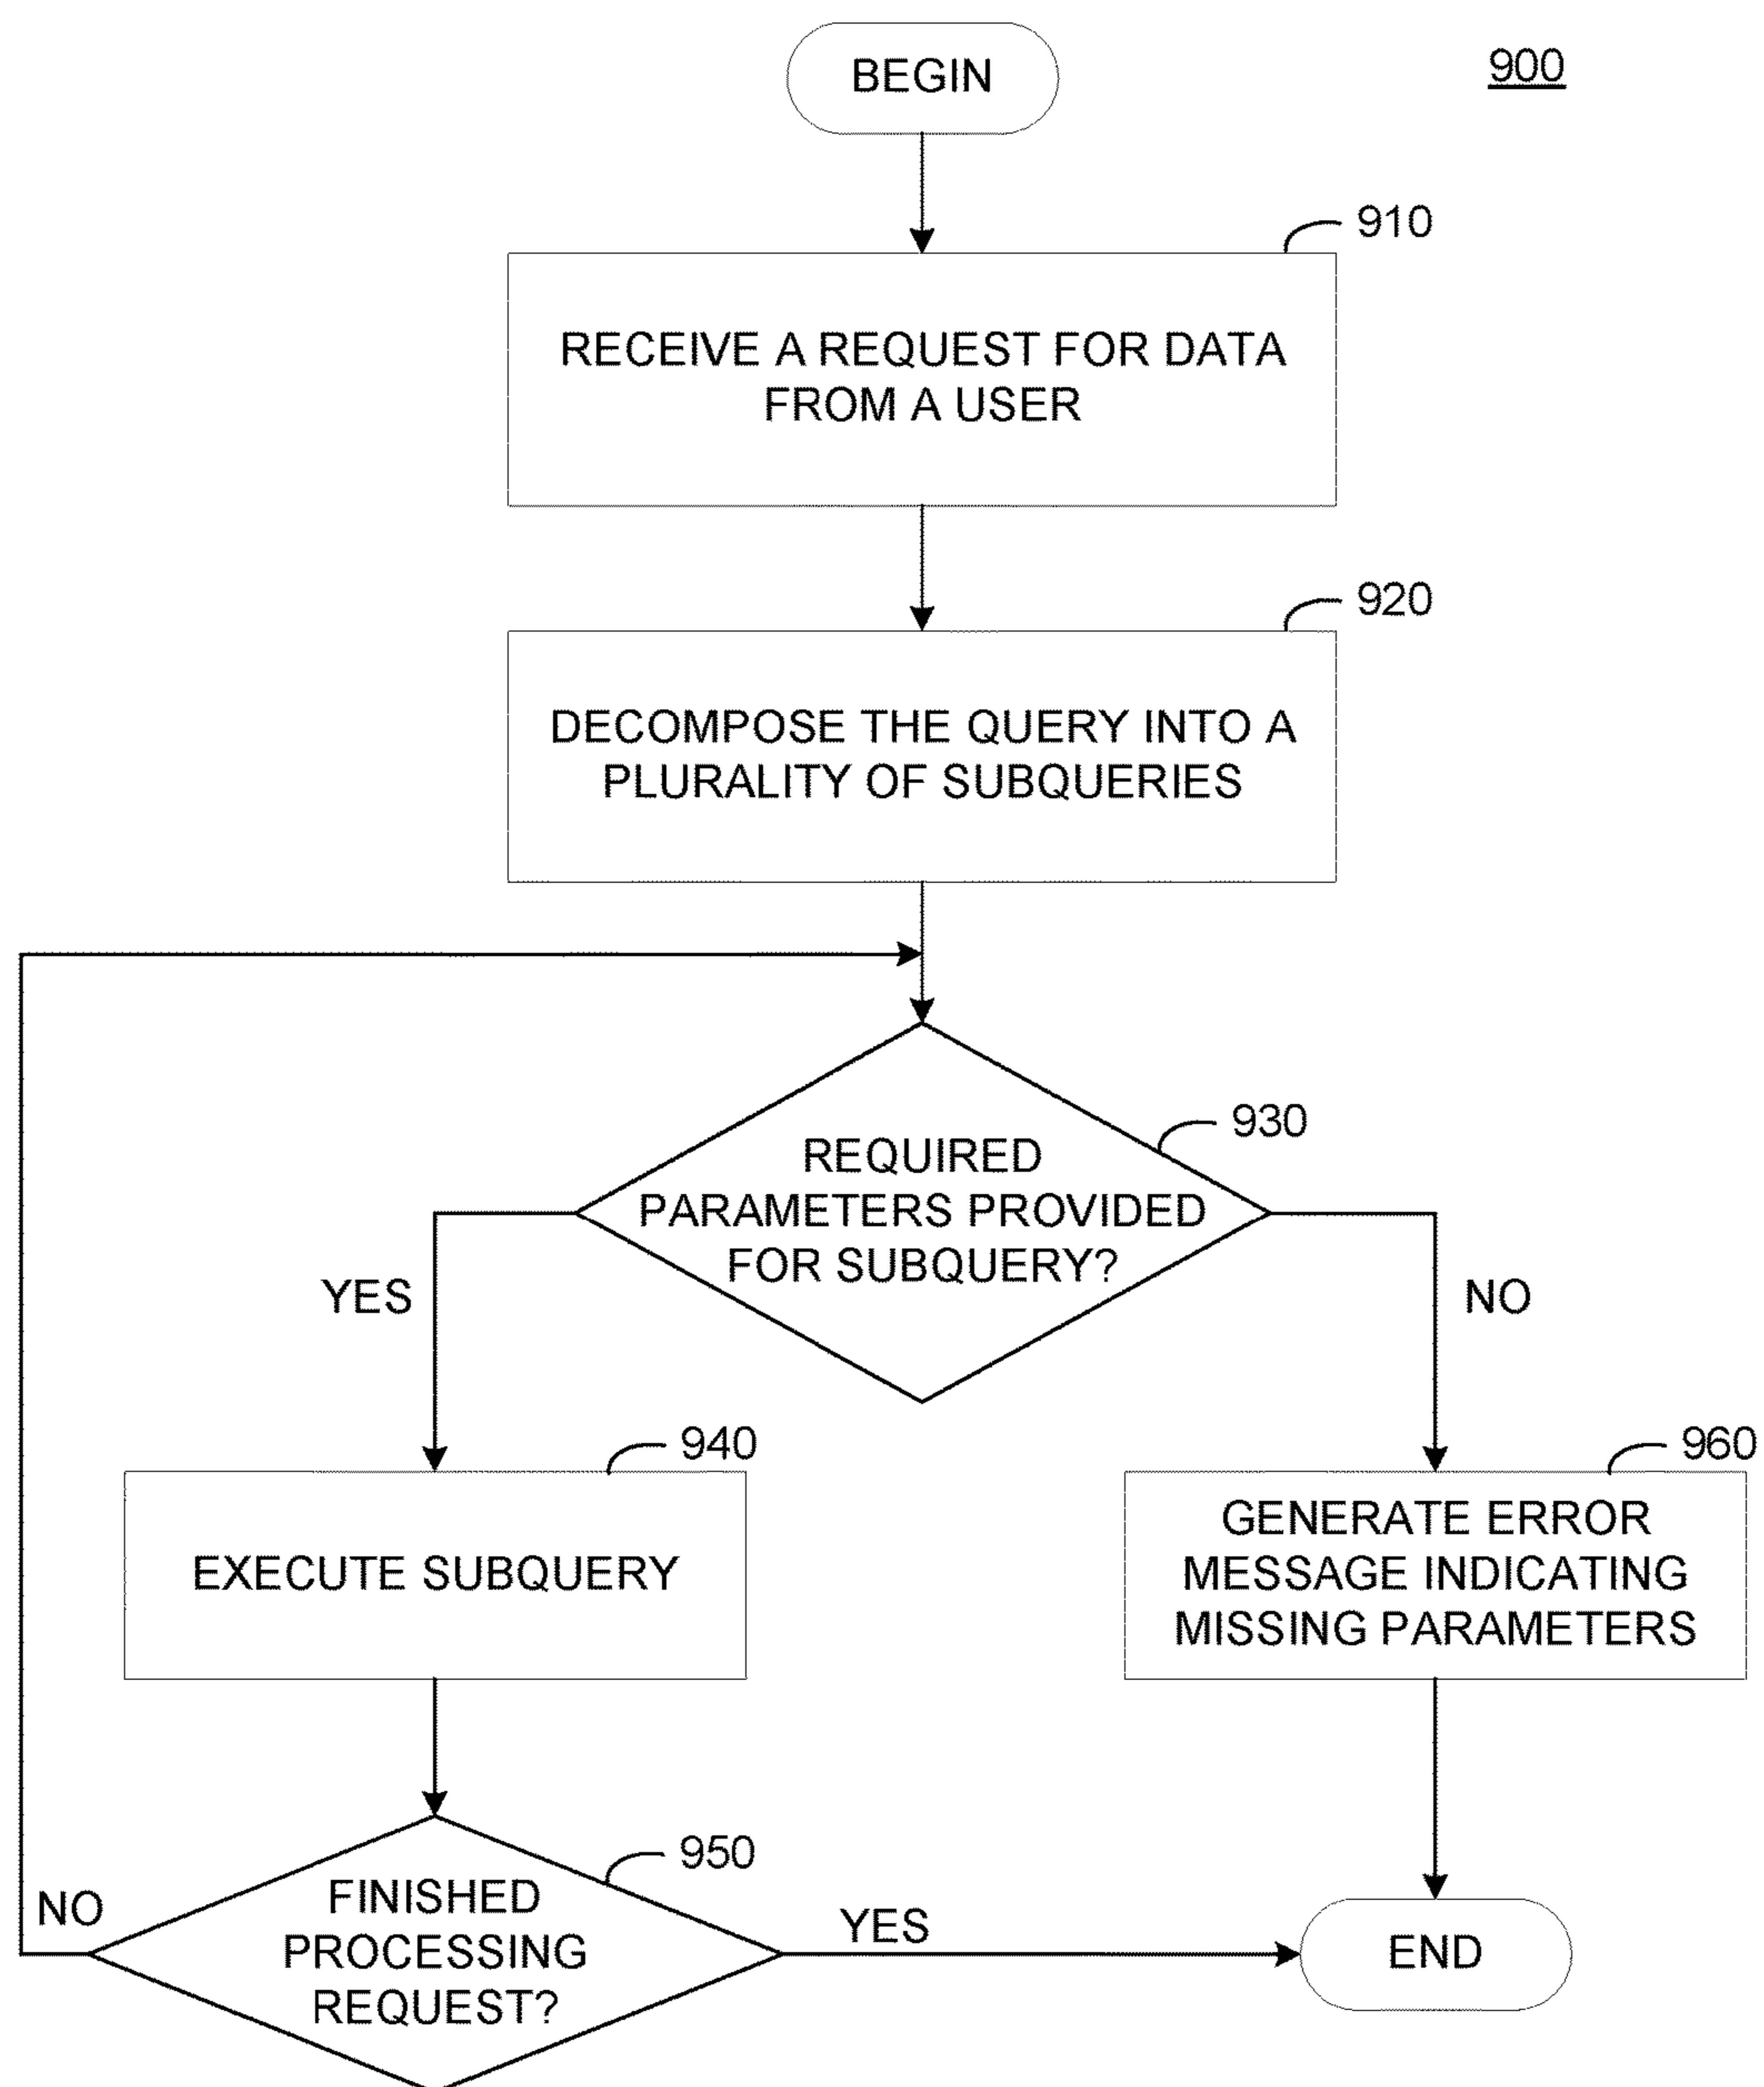 BEGIN
900
910
RECEIVE A REQUEST FOR DATA
FROM A USER
920
DECOMPOSE THE QUERY INTO A
PLURALITY OF SUBQUERIES
930
REQUIRED
PARAMETERS PROVIDED
FOR SUBQUERY?
YES
NO
940
EXECUTE SUBQUERY
960
GENERATE ERROR
MESSAGE INDICATING
MISSING PARAMETERS
950
FINISHED
PROCESSING
REQUEST?
NO
YES
END